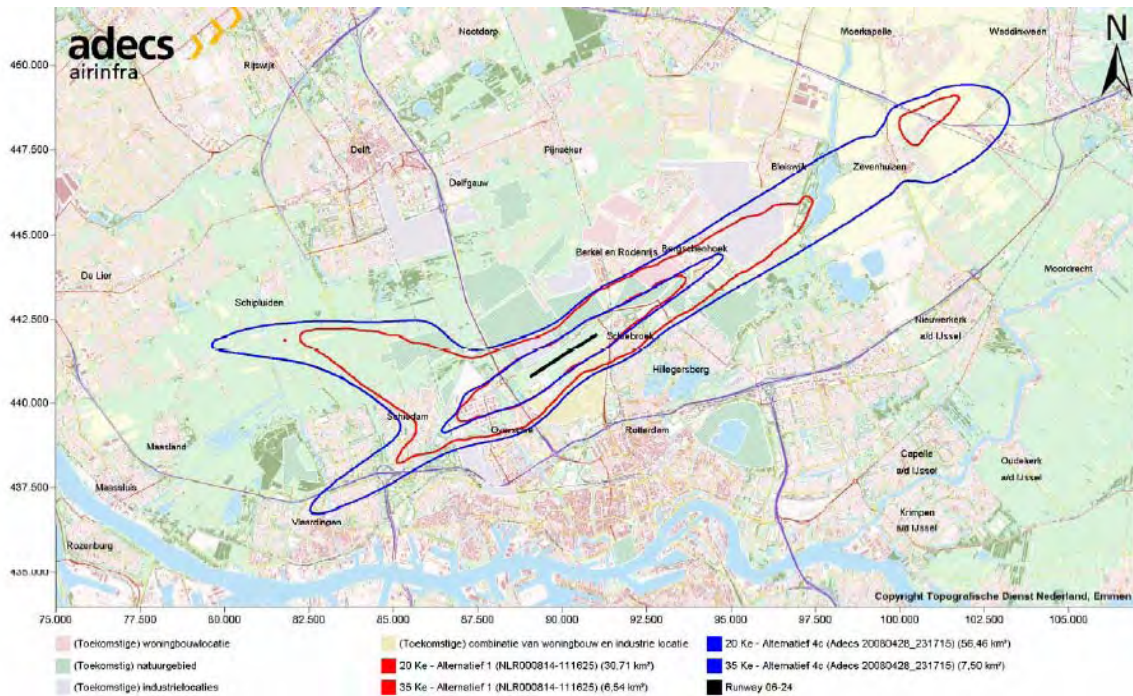 adecs
airinfra
N
Nootdorp
Moerkapelle
Waddinxveen
Rijswijk
450.000
Delft
Pijnacker
Bleiswijk
Zevenhuizen
447.500
Delfgauw
445.000
Berkel en Rodenrijs
Bergschenhoek
De Lier
Moordrecht
Schipluiden
442.500
Schiebroek
Nieuwerkerk
a/d IJssel
Hillegersberg
440.000
Schiedam
Overschie
Rotterdam
Maasland
Capelle
a/d IJssel
Ouderkerk
a/d IJssel
437.500
Maassluis
Vlaardingen
Krimpen
a/d IJssel
Rozenburg
435.000
Copyright Topografische Dienst Nederland, Emmen
75.000 77.500 80.000 82.500 85.000 87.500 90.000 92.500 95.000 97.500 100.000 102.500 105.000
(Toekomstige) woningbouwlocatie
(Toekomstig) natuurgebied
(Toekomstige) industrielocaties
(Toekomstige) combinatie van woningbouw en industrie locatie
20 Ke - Alternatief 1 (NLR000814-111625) (30,71 km²)
35 Ke - Alternatief 1 (NLR000814-111625) (6,54 km²)
20 Ke - Alternatief 4c (Adecs 20080428_231715) (56,46 km²)
35 Ke - Alternatief 4c (Adecs 20080428_231715) (7,50 km²)
Runway 06-24